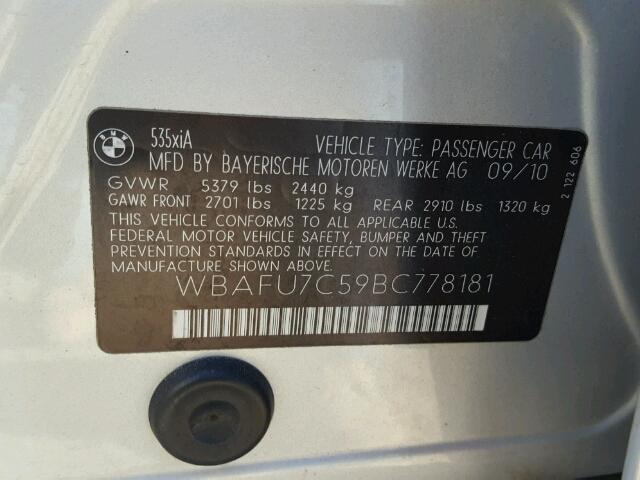 BMW
535xiA VEHICLE TYPE: PASSENGER CAR
MFD BY BAYERISCHE MOTOREN WERKE AG 09/10
GVWR 5379 lbs 2440 kg
GAWR FRONT 2701 lbs 1225 kg REAR 2910 lbs 1320 kg
THIS VEHICLE CONFORMS TO ALL APPLICABLE U.S.
FEDERAL MOTOR VEHICLE SAFETY, BUMPER AND THEFT
PREVENTION STANDARDS IN EFFECT ON THE DATE OF
MANUFACTURE SHOWN ABOVE:
WBAFU7C59BC778181
2 122 606